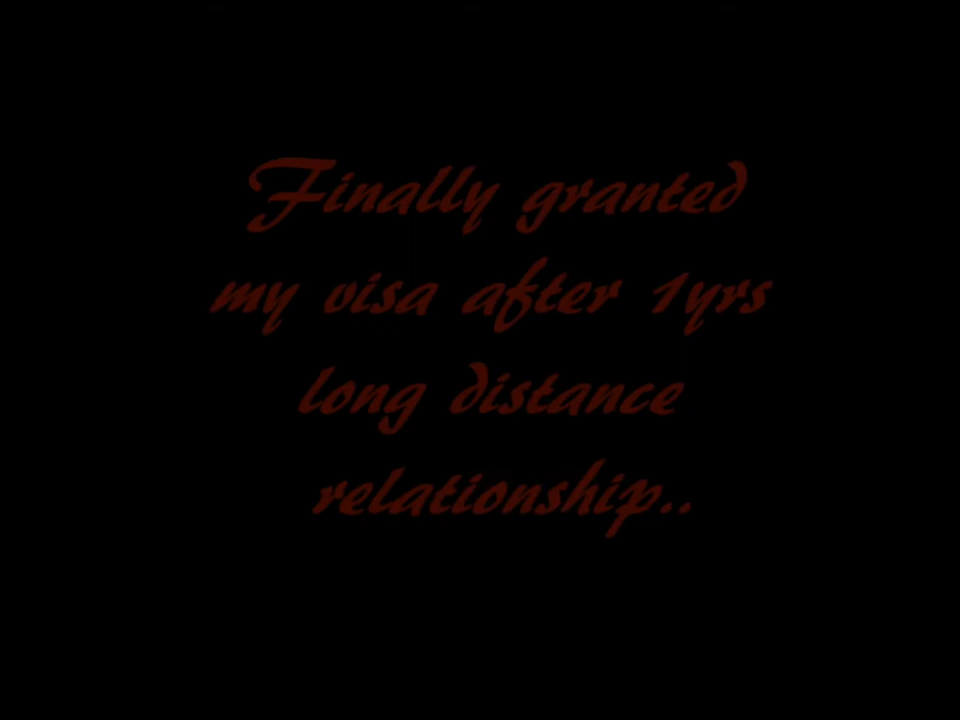 Finally granted
my visa after 1yrs
long distance
relationship..